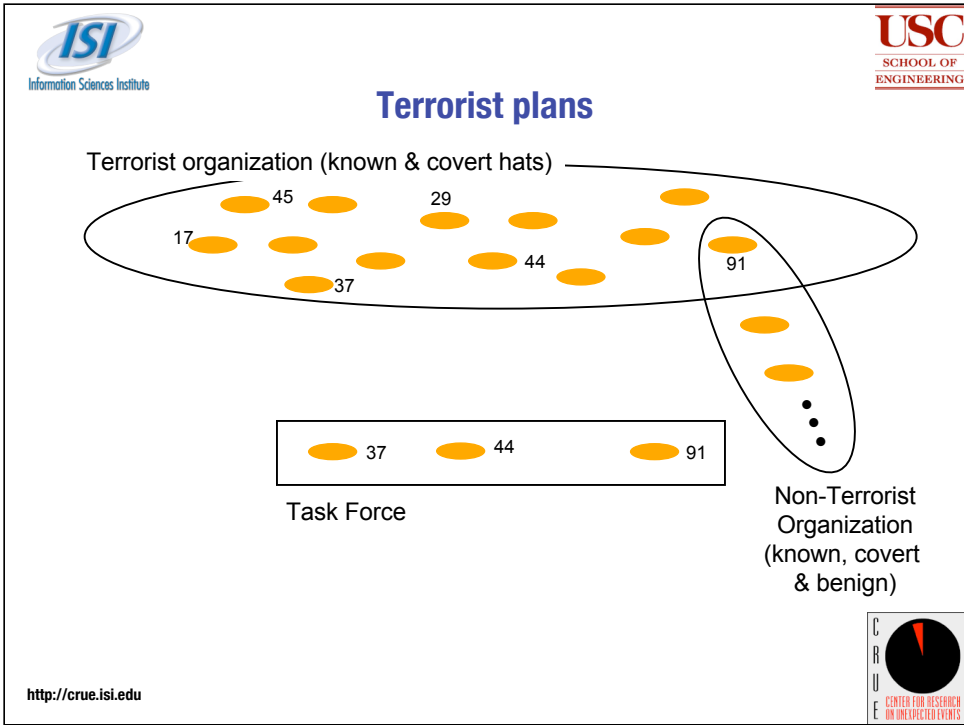 ISI
Information Sciences Institute
USC
SCHOOL OF
ENGINEERING
Terrorist plans
Terrorist organization (known & covert hats)
45
29
17
44
91
37
37
44
91
Task Force
Non-Terrorist
Organization
(known, covert
& benign)
http://crue.isi.edu
CRUE
CENTER FOR RESEARCH
ON UNEXPECTED EVENTS